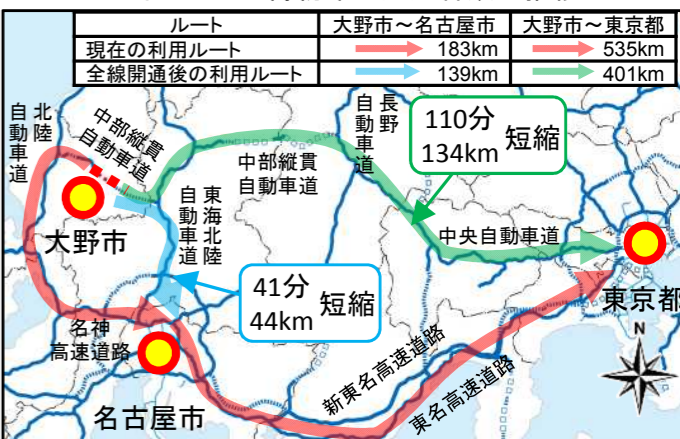 ルート 大野市～名古屋市 大野市～東京都
現在の利用ルート 183km 535km
全線開通後の利用ルート 139km 401km
北陸
自動車道
中部縦貫
自動車道
中部縦貫
自動車道
長野
自動車道
110分
134km
短縮
東海北陸
自動車道
大野市
中央自動車道
41分
44km
短縮
東京都
名神
高速道路
新東名高速道路
東名高速道路
名古屋市
N